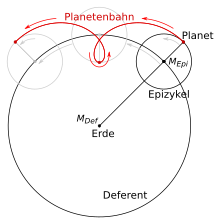 Planetenbahn
Planet
M_Epi
Epizykel
M_Def
Erde
Deferent